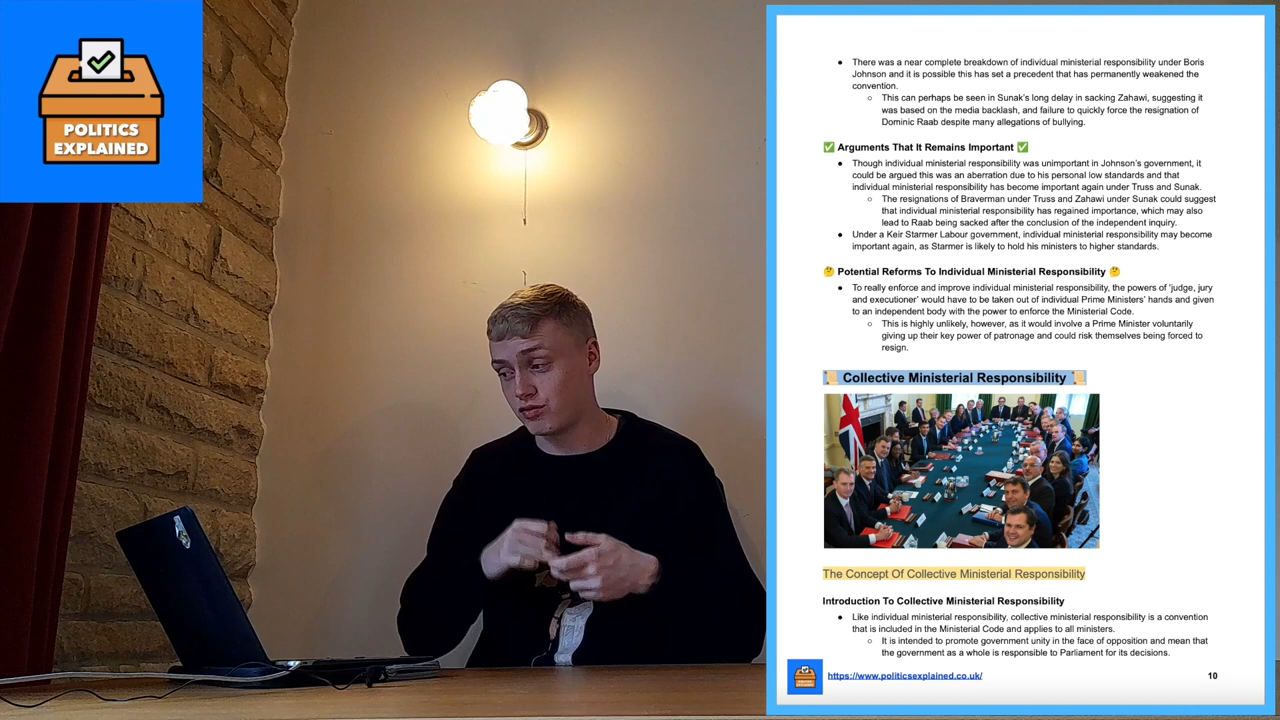 POLITICS
EXPLAINED
● There was a near complete breakdown of individual ministerial responsibility under Boris
Johnson and it is possible this has set a precedent that has permanently weakened the
convention.
○ This can perhaps be seen in Sunak's long delay in sacking Zahawi, suggesting it
was based on the media backlash, and failure to quickly force the resignation of
Dominic Raab despite many allegations of bullying.
✅ Arguments That It Remains Important ✅
● Though individual ministerial responsibility was unimportant in Johnson's government, it
could be argued this was an aberration due to his personal low standards and that
individual ministerial responsibility has become important again under Truss and Sunak.
○ The resignations of Braverman under Truss and Zahawi under Sunak could suggest
that individual ministerial responsibility has regained importance, which may also
lead to Raab being sacked after the conclusion of the independent inquiry.
● Under a Keir Starmer Labour government, individual ministerial responsibility may become
important again, as Starmer is likely to hold his ministers to higher standards.
🤔 Potential Reforms To Individual Ministerial Responsibility 🤔
● To really enforce and improve individual ministerial responsibility, the powers of 'judge, jury
and executioner' would have to be taken out of individual Prime Ministers' hands and given
to an independent body with the power to enforce the Ministerial Code.
○ This is highly unlikely, however, as it would involve a Prime Minister voluntarily
giving up their key power of patronage and could risk themselves being forced to
resign.
📜 Collective Ministerial Responsibility 📜
The Concept Of Collective Ministerial Responsibility
Introduction To Collective Ministerial Responsibility
● Like individual ministerial responsibility, collective ministerial responsibility is a convention
that is included in the Ministerial Code and applies to all ministers.
○ It is intended to promote government unity in the face of opposition and mean that
the government as a whole is responsible to Parliament for its decisions.
https://www.politicsexplained.co.uk/
10